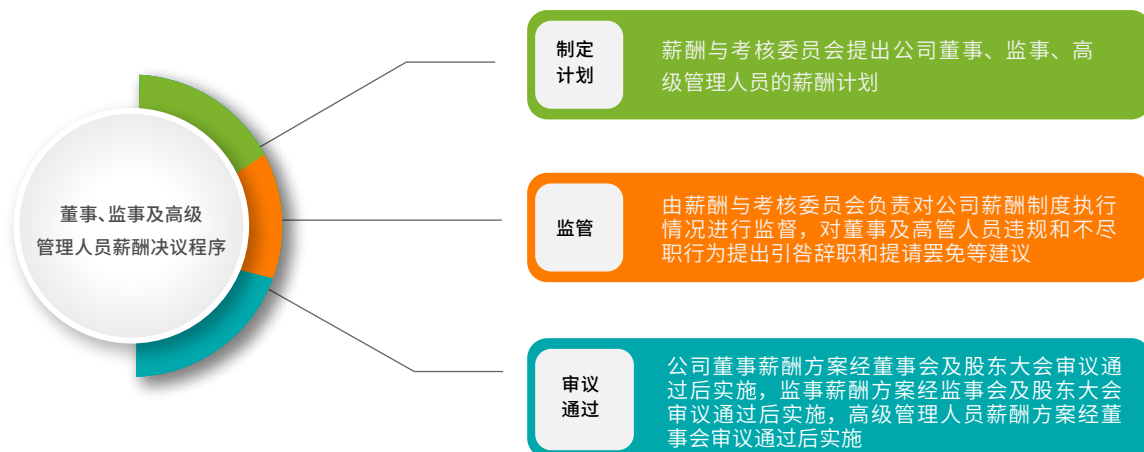 董事、监事及高级
管理人员薪酬决议程序
制定
计划
薪酬与考核委员会提出公司董事、监事、高
级管理人员的薪酬计划
监管
由薪酬与考核委员会负责对公司薪酬制度执行
情况进行监督，对董事及高管人员违规和不尽
职行为提出引咎辞职和提请罢免等建议
审议
通过
公司董事薪酬方案经董事会及股东大会审议通
过后实施，监事薪酬方案经监事会及股东大会
审议通过后实施，高级管理人员薪酬方案经董
事会审议通过后实施